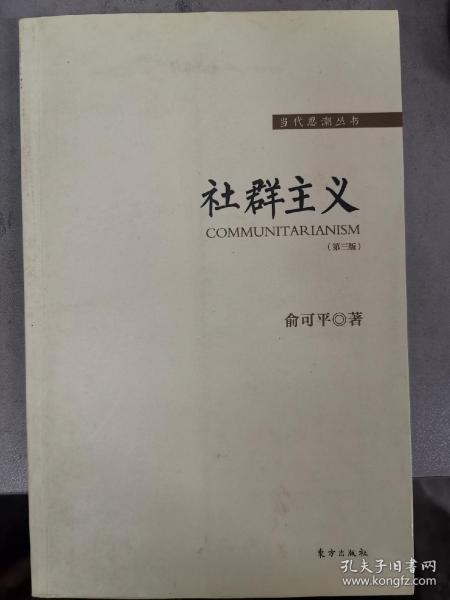 当代思潮丛书
社群主义
COMMUNITARIANISM
（第三版）
俞可平◎著
东方出版社
孔夫子旧书网
www.kongfz.com